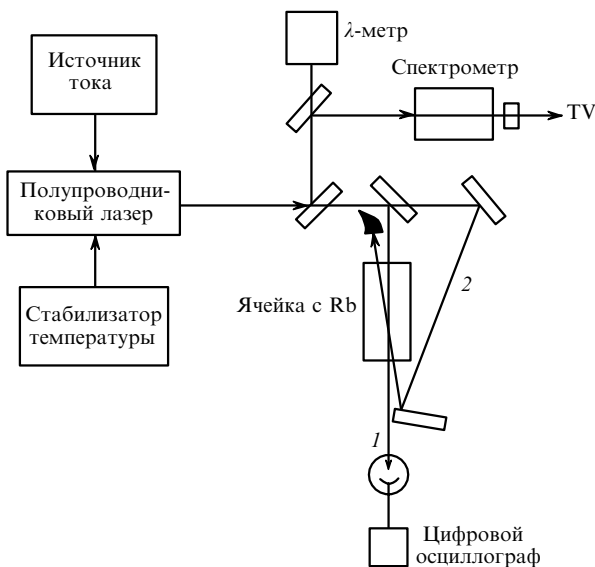 λ-метр
Источник
тока
Спектрометр
TV
Полупроводни-
ковый лазер
2
Ячейка с Rb
Стабилизатор
температуры
1
Цифровой
осциллограф